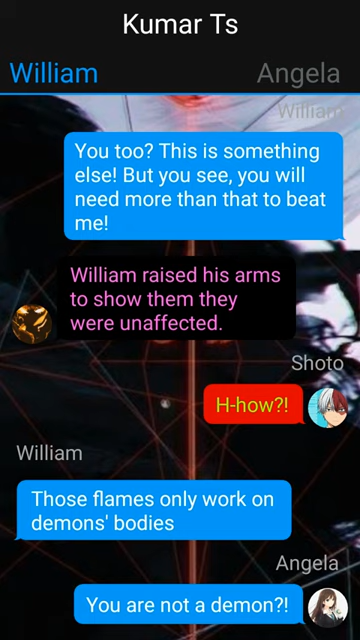 Kumar Ts
William
Angela
William
You too? This is something
else! But you see, you will
need more than that to beat
me!
William raised his arms
to show them they
were unaffected.
Shoto
H-how?!
William
Those flames only work on
demons' bodies
Angela
You are not a demon?!